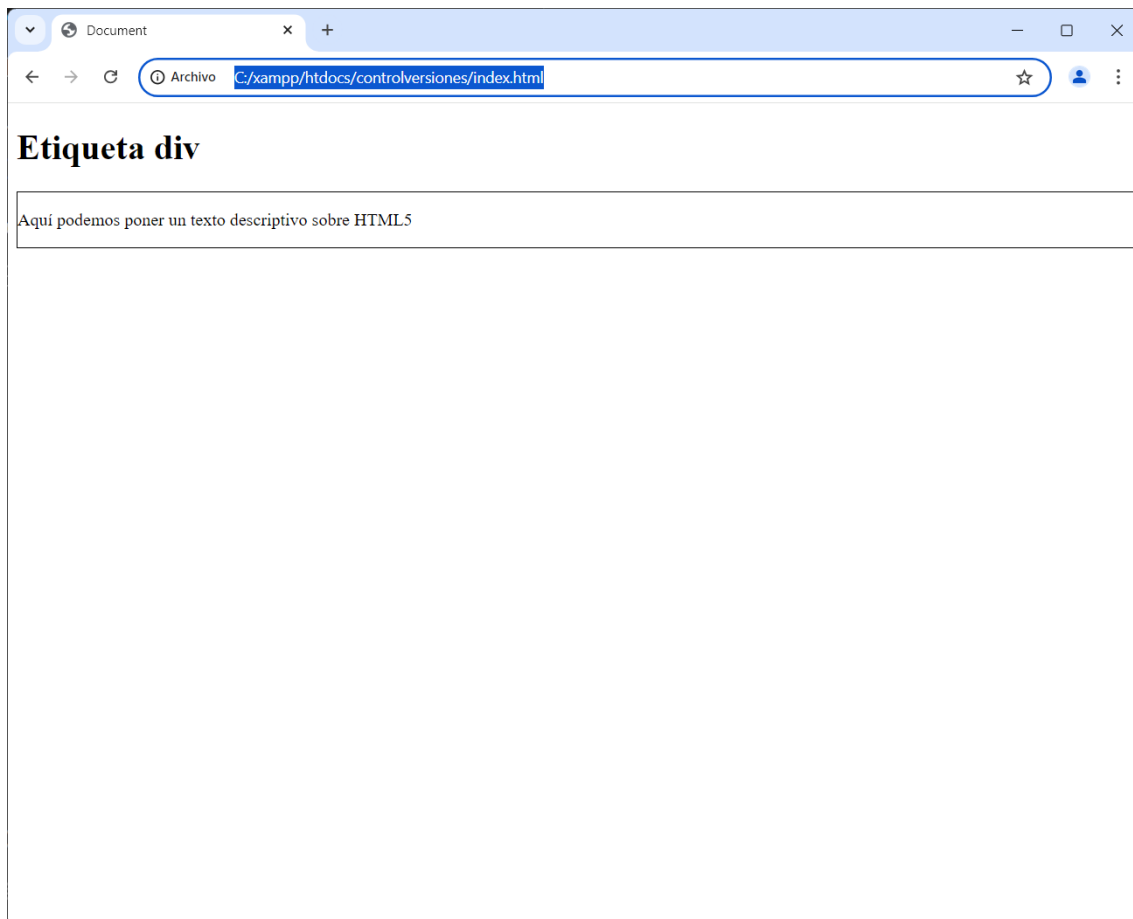 Document
Archivo C:/xampp/htdocs/controlversiones/index.html
Etiqueta div
Aquí podemos poner un texto descriptivo sobre HTML5